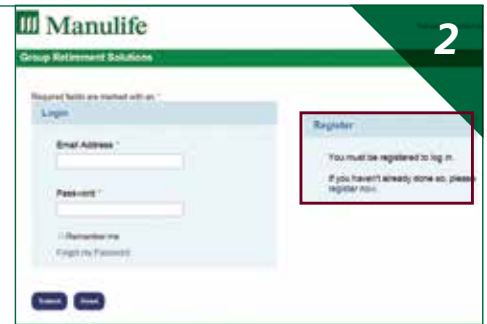 Manulife
2
Group Retirement Solutions
Required fields are marked with an *
Login
Email Address *
Password *
Remember me
Forgot my Password
Submit
Reset
Register
You must be registered to log in.
If you haven't already done so, please
register now.